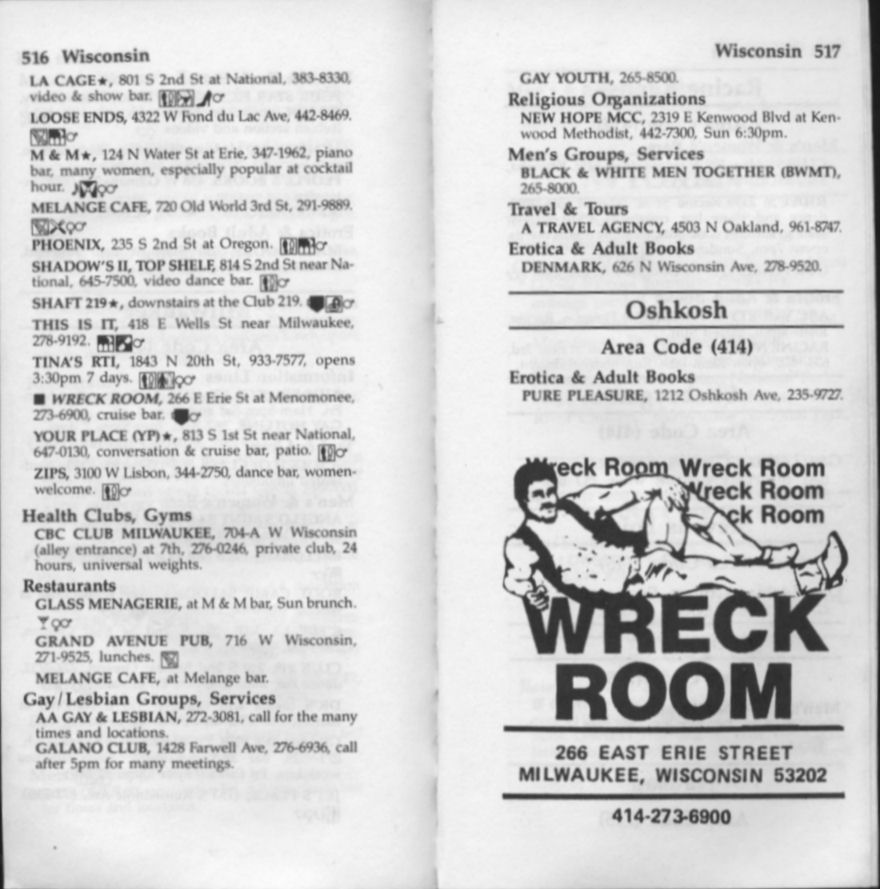 516 Wisconsin
LA CAGE★, 801 S 2nd St at National, 383-8330,
video & show bar.
LOOSE ENDS, 4322 W Fond du Lac Ave, 442-8469.
M & M★, 124 N Water St at Erie, 347-1962, piano
bar, many women, especially popular at cocktail
hour.
MELANGE CAFE, 720 Old World 3rd St, 291-9889.
PHOENIX, 235 S 2nd St at Oregon.
SHADOW'S II, TOP SHELF, 814 S 2nd St near Na-
tional, 645-7500, video dance bar.
SHAFT 219★, downstairs at the Club 219.
THIS IS IT, 418 E Wells St near Milwaukee,
278-9192.
TINA'S RTI, 1843 N 20th St, 933-7577, opens
3:30pm 7 days.
■ WRECK ROOM, 266 E Erie St at Menomonee,
273-6900, cruise bar.
YOUR PLACE (YP)★, 813 S 1st St near National,
647-0130, conversation & cruise bar, patio.
ZIPS, 3100 W Lisbon, 344-2750, dance bar, women-
welcome.
Health Clubs, Gyms
CBC CLUB MILWAUKEE, 704-A W Wisconsin
(alley entrance) at 7th, 276-0246, private club, 24
hours, universal weights.
Restaurants
GLASS MENAGERIE, at M & M bar, Sun brunch.
GRAND AVENUE PUB, 716 W Wisconsin,
271-9525, lunches.
MELANGE CAFE, at Melange bar.
Gay/Lesbian Groups, Services
AA GAY & LESBIAN, 272-3081, call for the many
times and locations.
GALANO CLUB, 1428 Farwell Ave, 276-6936, call
after 5pm for many meetings.
Wisconsin 517
GAY YOUTH, 265-8500.
Religious Organizations
NEW HOPE MCC, 2319 E Kenwood Blvd at Ken-
wood Methodist, 442-7300, Sun 6:30pm.
Men's Groups, Services
BLACK & WHITE MEN TOGETHER (BWMT),
265-8000.
Travel & Tours
A TRAVEL AGENCY, 4503 N Oakland, 961-8747.
Erotica & Adult Books
DENMARK, 626 N Wisconsin Ave, 278-9520.
Oshkosh
Area Code (414)
Erotica & Adult Books
PURE PLEASURE, 1212 Oshkosh Ave, 235-9727.
Wreck Room Wreck Room
Wreck Room
ck Room
WRECK
ROOM
266 EAST ERIE STREET
MILWAUKEE, WISCONSIN 53202
414-273-6900